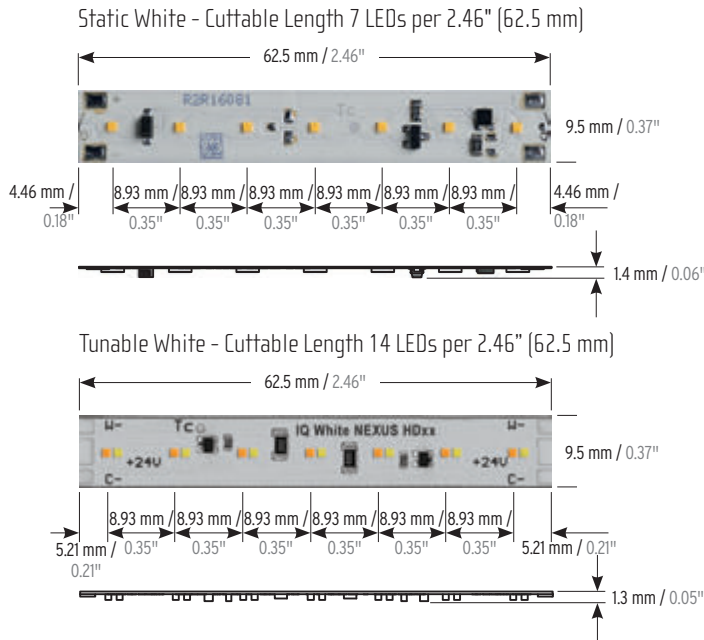 Static White - Cuttable Length 7 LEDs per 2.46" (62.5 mm)
62.5 mm / 2.46"
R2R16081
Tc
9.5 mm / 0.37"
4.46 mm / 8.93 mm / 8.93 mm / 8.93 mm / 8.93 mm / 8.93 mm / 8.93 mm / 4.46 mm /
0.18" 0.35" 0.35" 0.35" 0.35" 0.35" 0.35" 0.18"
1.4 mm / 0.06"
Tunable White - Cuttable Length 14 LEDs per 2.46” (62.5 mm)
62.5 mm / 2.46"
W- Tc IQ White NEXUS HDxx W-
+24V +24V
C- C-
9.5 mm / 0.37"
8.93 mm / 8.93 mm / 8.93 mm / 8.93 mm / 8.93 mm / 8.93 mm /
5.21 mm / 0.35" 0.35" 0.35" 0.35" 0.35" 0.35" 5.21 mm / 0.21"
0.21"
1.3 mm / 0.05"